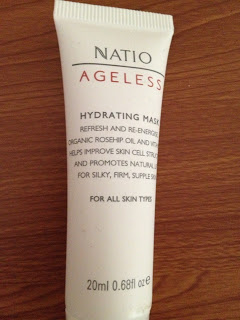 NATIO
AGELESS
HYDRATING MASK
REFRESH AND RE-ENERGISE
ORGANIC ROSEHIP OIL AND
HELPS IMPROVE SKIN CELL
AND PROMOTES NATURAL
FOR SILKY, FIRM, SUPPLE
FOR ALL SKIN TYPES
20ml 0.68fl oz e